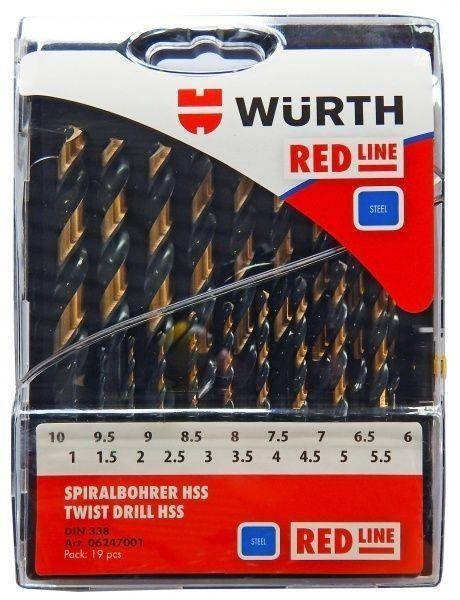 WÜRTH
RED LINE
STEEL
10 9.5 9 8.5 8 7.5 7 6.5 6
1 1.5 2 2.5 3 3.5 4 4.5 5 5.5
SPIRALBOHRER HSS
TWIST DRILL HSS
DIN 338
Art. 06247001
Pack: 19 pcs
STEEL
RED LINE